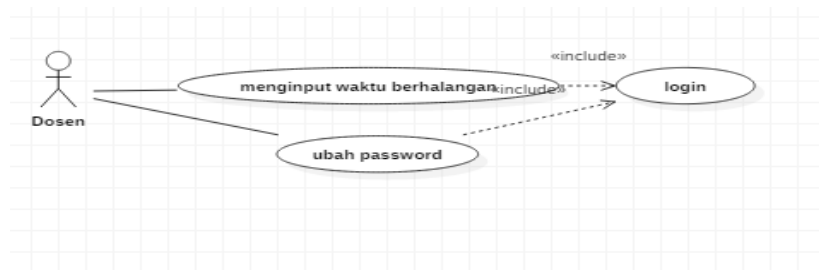 «include»
menginput waktu berhalangan
«include»
login
Dosen
ubah password